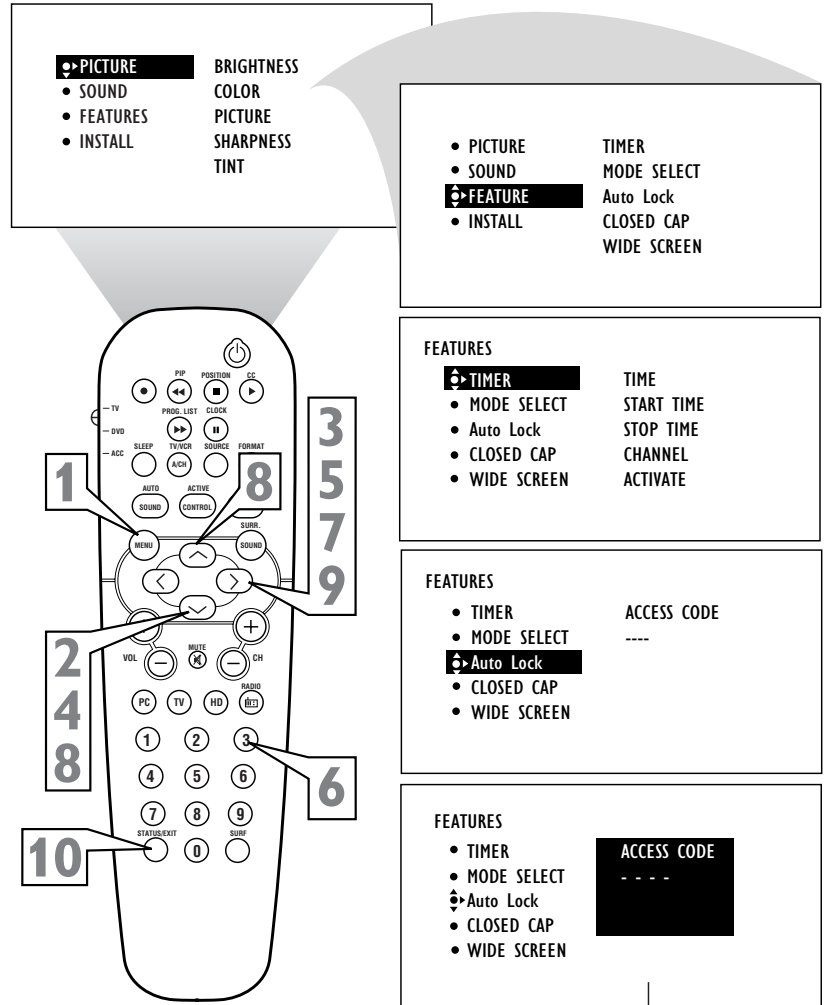 PICTURE BRIGHTNESS
• SOUND COLOR
• FEATURES PICTURE
• INSTALL SHARPNESS
TINT
• PICTURE TIMER
• SOUND MODE SELECT
FEATURE Auto Lock
• INSTALL CLOSED CAP
WIDE SCREEN
FEATURES
TIMER TIME
• MODE SELECT START TIME
• Auto Lock STOP TIME
• CLOSED CAP CHANNEL
• WIDE SCREEN ACTIVATE
FEATURES
• TIMER ACCESS CODE
• MODE SELECT ----
Auto Lock
• CLOSED CAP
• WIDE SCREEN
FEATURES
• TIMER ACCESS CODE
• MODE SELECT - - - -
Auto Lock
• CLOSED CAP
• WIDE SCREEN
PIP POSITION CC
TV
PROG. LIST CLOCK
DVD
ACC
SLEEP TV/VCR SOURCE FORMAT
A/CH
AUTO ACTIVE
SOUND CONTROL
SURR.
MENU SOUND
VOL MUTE CH
RADIO
PC TV HD
1 2 3
4 5 6
7 8 9
STATUS/EXIT SURF
0
1
8
3
5
7
9
2
4
8
6
10